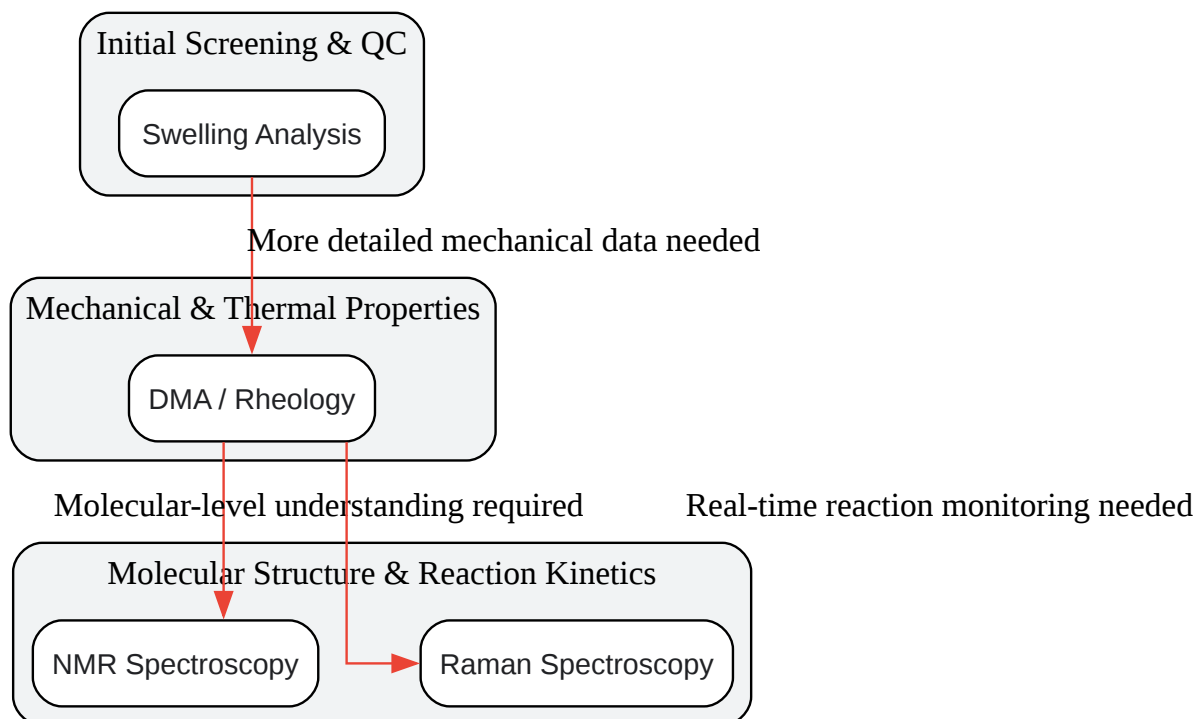 Initial Screening & QC
Swelling Analysis
More detailed mechanical data needed
Mechanical & Thermal Properties
DMA / Rheology
Molecular-level understanding required
Real-time reaction monitoring needed
Molecular Structure & Reaction Kinetics
NMR Spectroscopy
Raman Spectroscopy